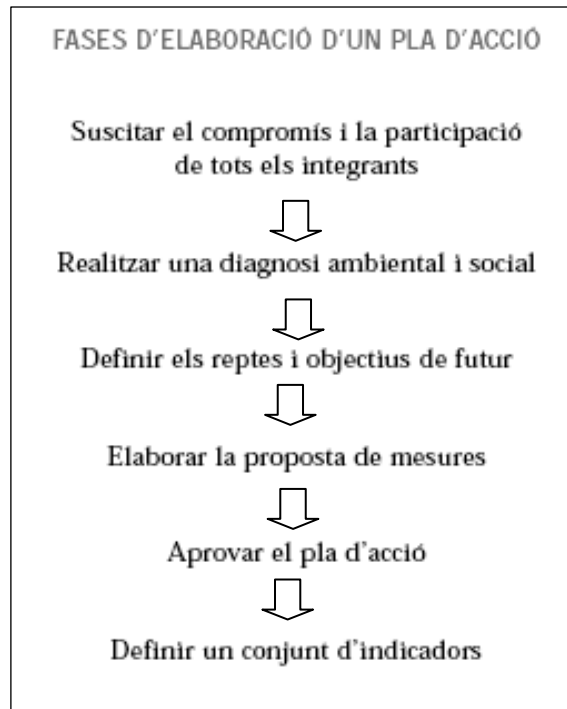 FASES D'ELABORACIÓ D'UN PLA D'ACCIÓ
Suscitar el compromís i la participació
de tots els integrants
Realitzar una diagnosi ambiental i social
Definir els reptes i objectius de futur
Elaborar la proposta de mesures
Aprovar el pla d'acció
Definir un conjunt d'indicadors